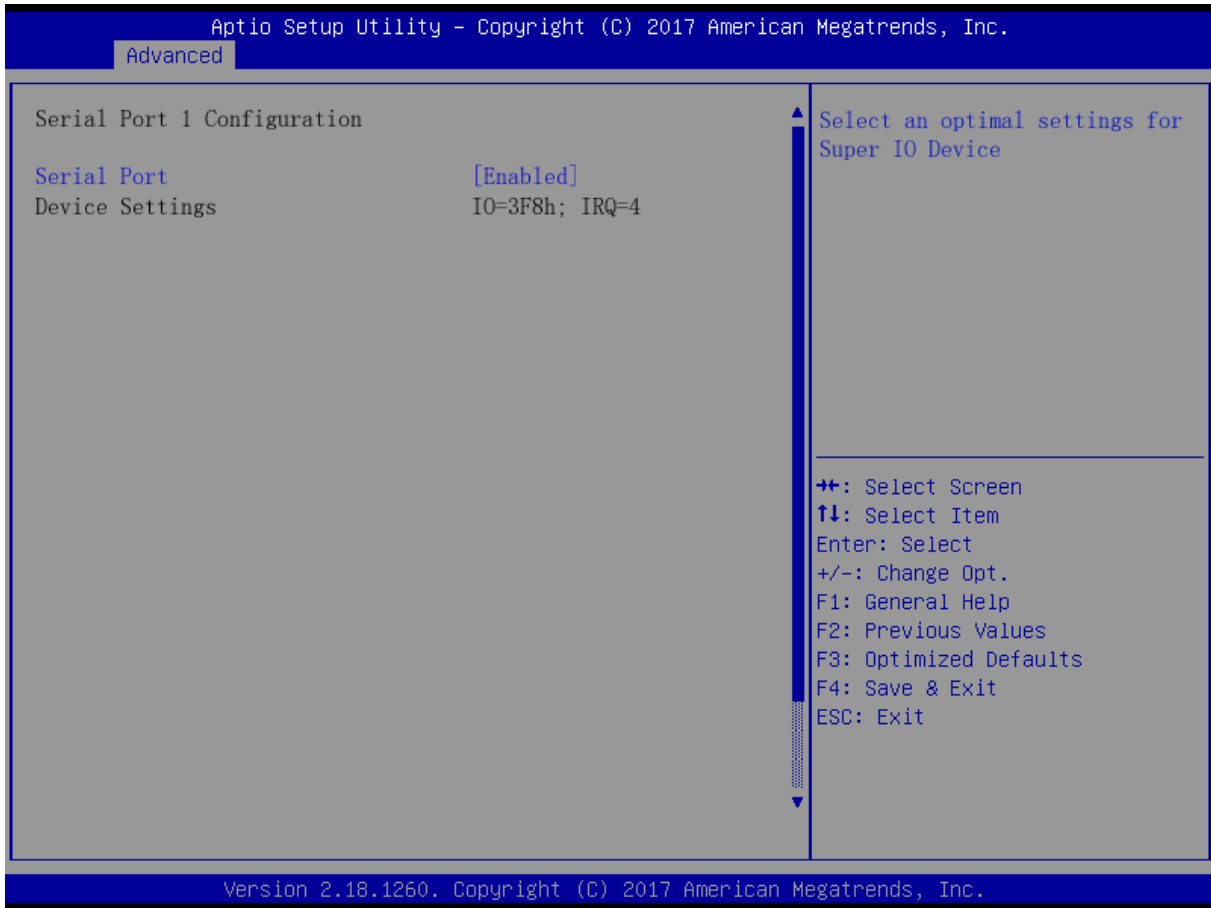 Aptio Setup Utility – Copyright (C) 2017 American Megatrends, Inc.
Advanced
Serial Port 1 Configuration
Serial Port [Enabled]
Device Settings IO=3F8h; IRQ=4
Select an optimal settings for
Super IO Device
→←: Select Screen
↑↓: Select Item
Enter: Select
+/-: Change Opt.
F1: General Help
F2: Previous Values
F3: Optimized Defaults
F4: Save & Exit
ESC: Exit
Version 2.18.1260. Copyright (C) 2017 American Megatrends, Inc.